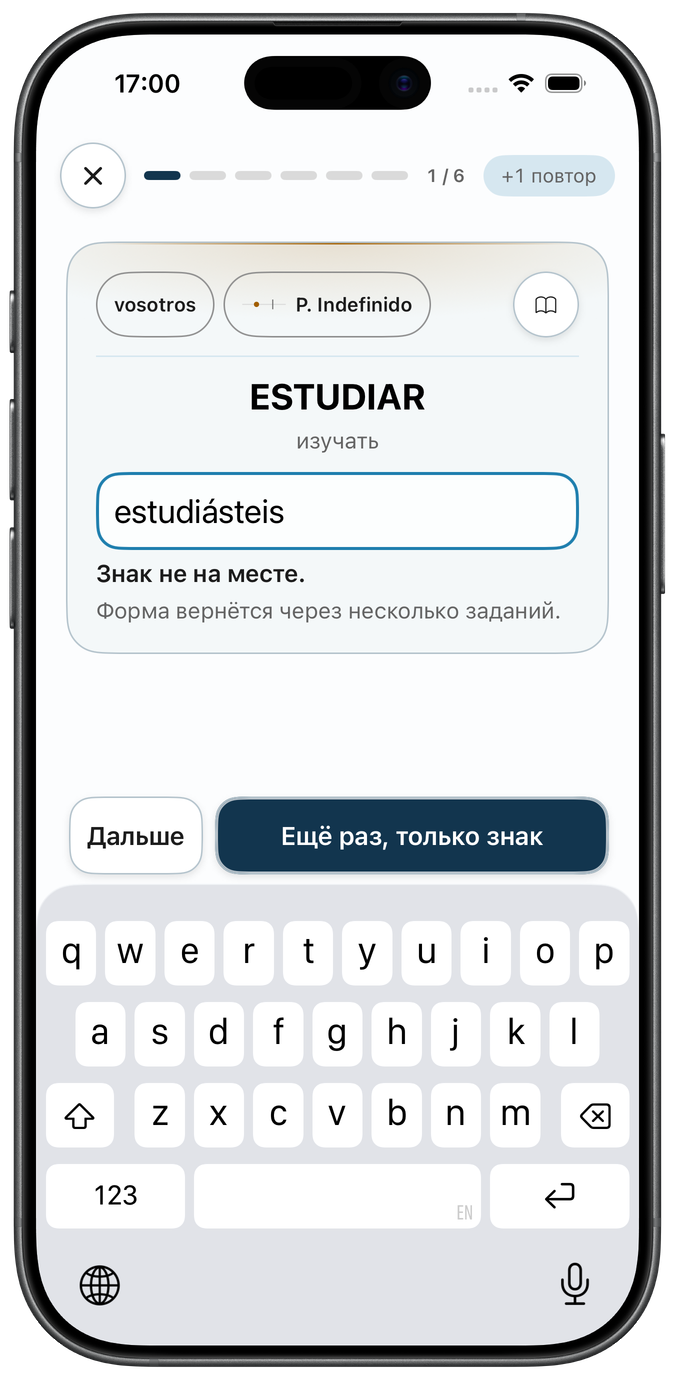 17:00
1 / 6
+1 повтор
vosotros
P. Indefinido
ESTUDIAR
изучать
estudiásteis
Знак не на месте.
Форма вернётся через несколько заданий.
Дальше
Ещё раз, только знак
q w e r t y u i o p
a s d f g h j k l
z x c v b n m
123
EN